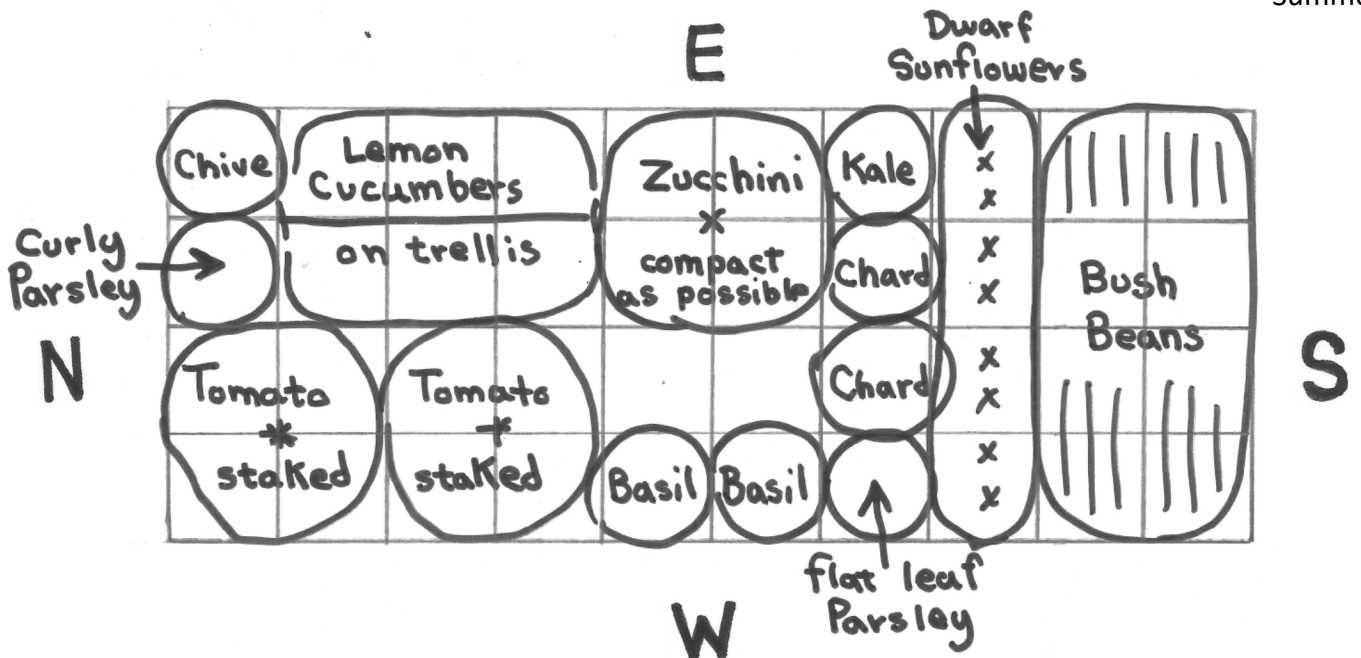 Summe
E
Dwarf
Sunflowers
Chive
Lemon
Cucumbers
on trellis
Zucchini
compact
as possible
Kale
Curly
Parsley
Chard
Bush
Beans
N
S
Tomato
staked
Tomato
staked
Chard
Basil
Basil
flat leaf
Parsley
W